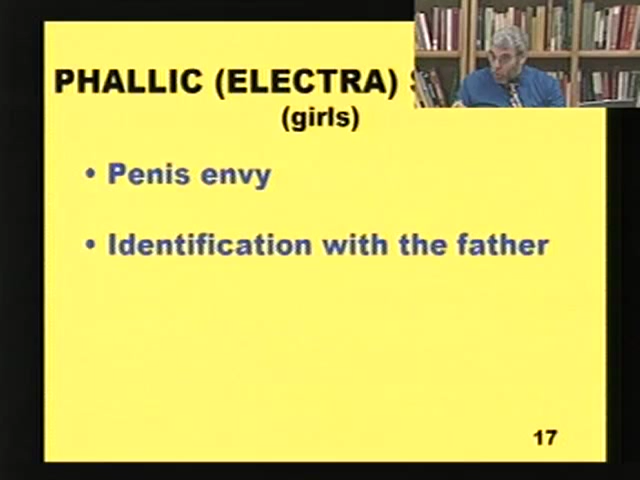 PHALLIC (ELECTRA)
(girls)
• Penis envy
• Identification with the father
17